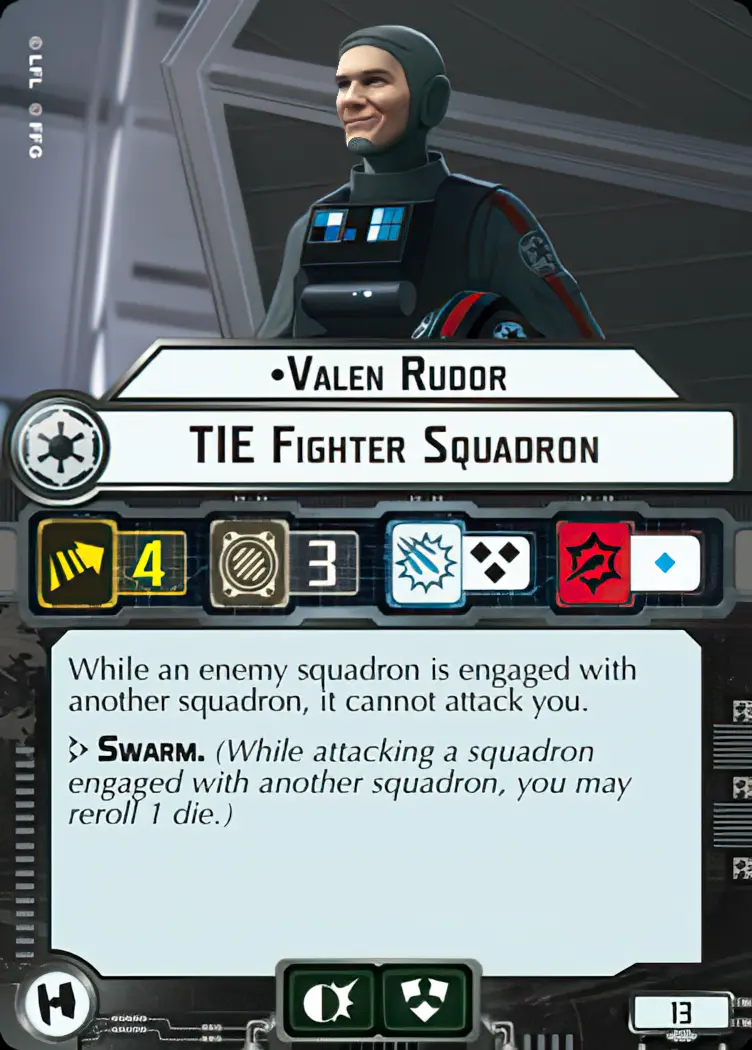 © LFL © FFG
•Valen Rudor
TIE Fighter Squadron
4
3
While an enemy squadron is engaged with
another squadron, it cannot attack you.
Swarm. (While attacking a squadron
engaged with another squadron, you may
reroll 1 die.)
13